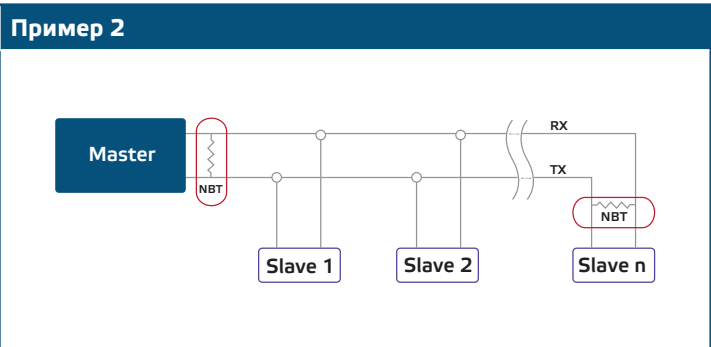 Пример 2
RX
Master
TX
NBT
NBT
Slave 1
Slave 2
Slave n